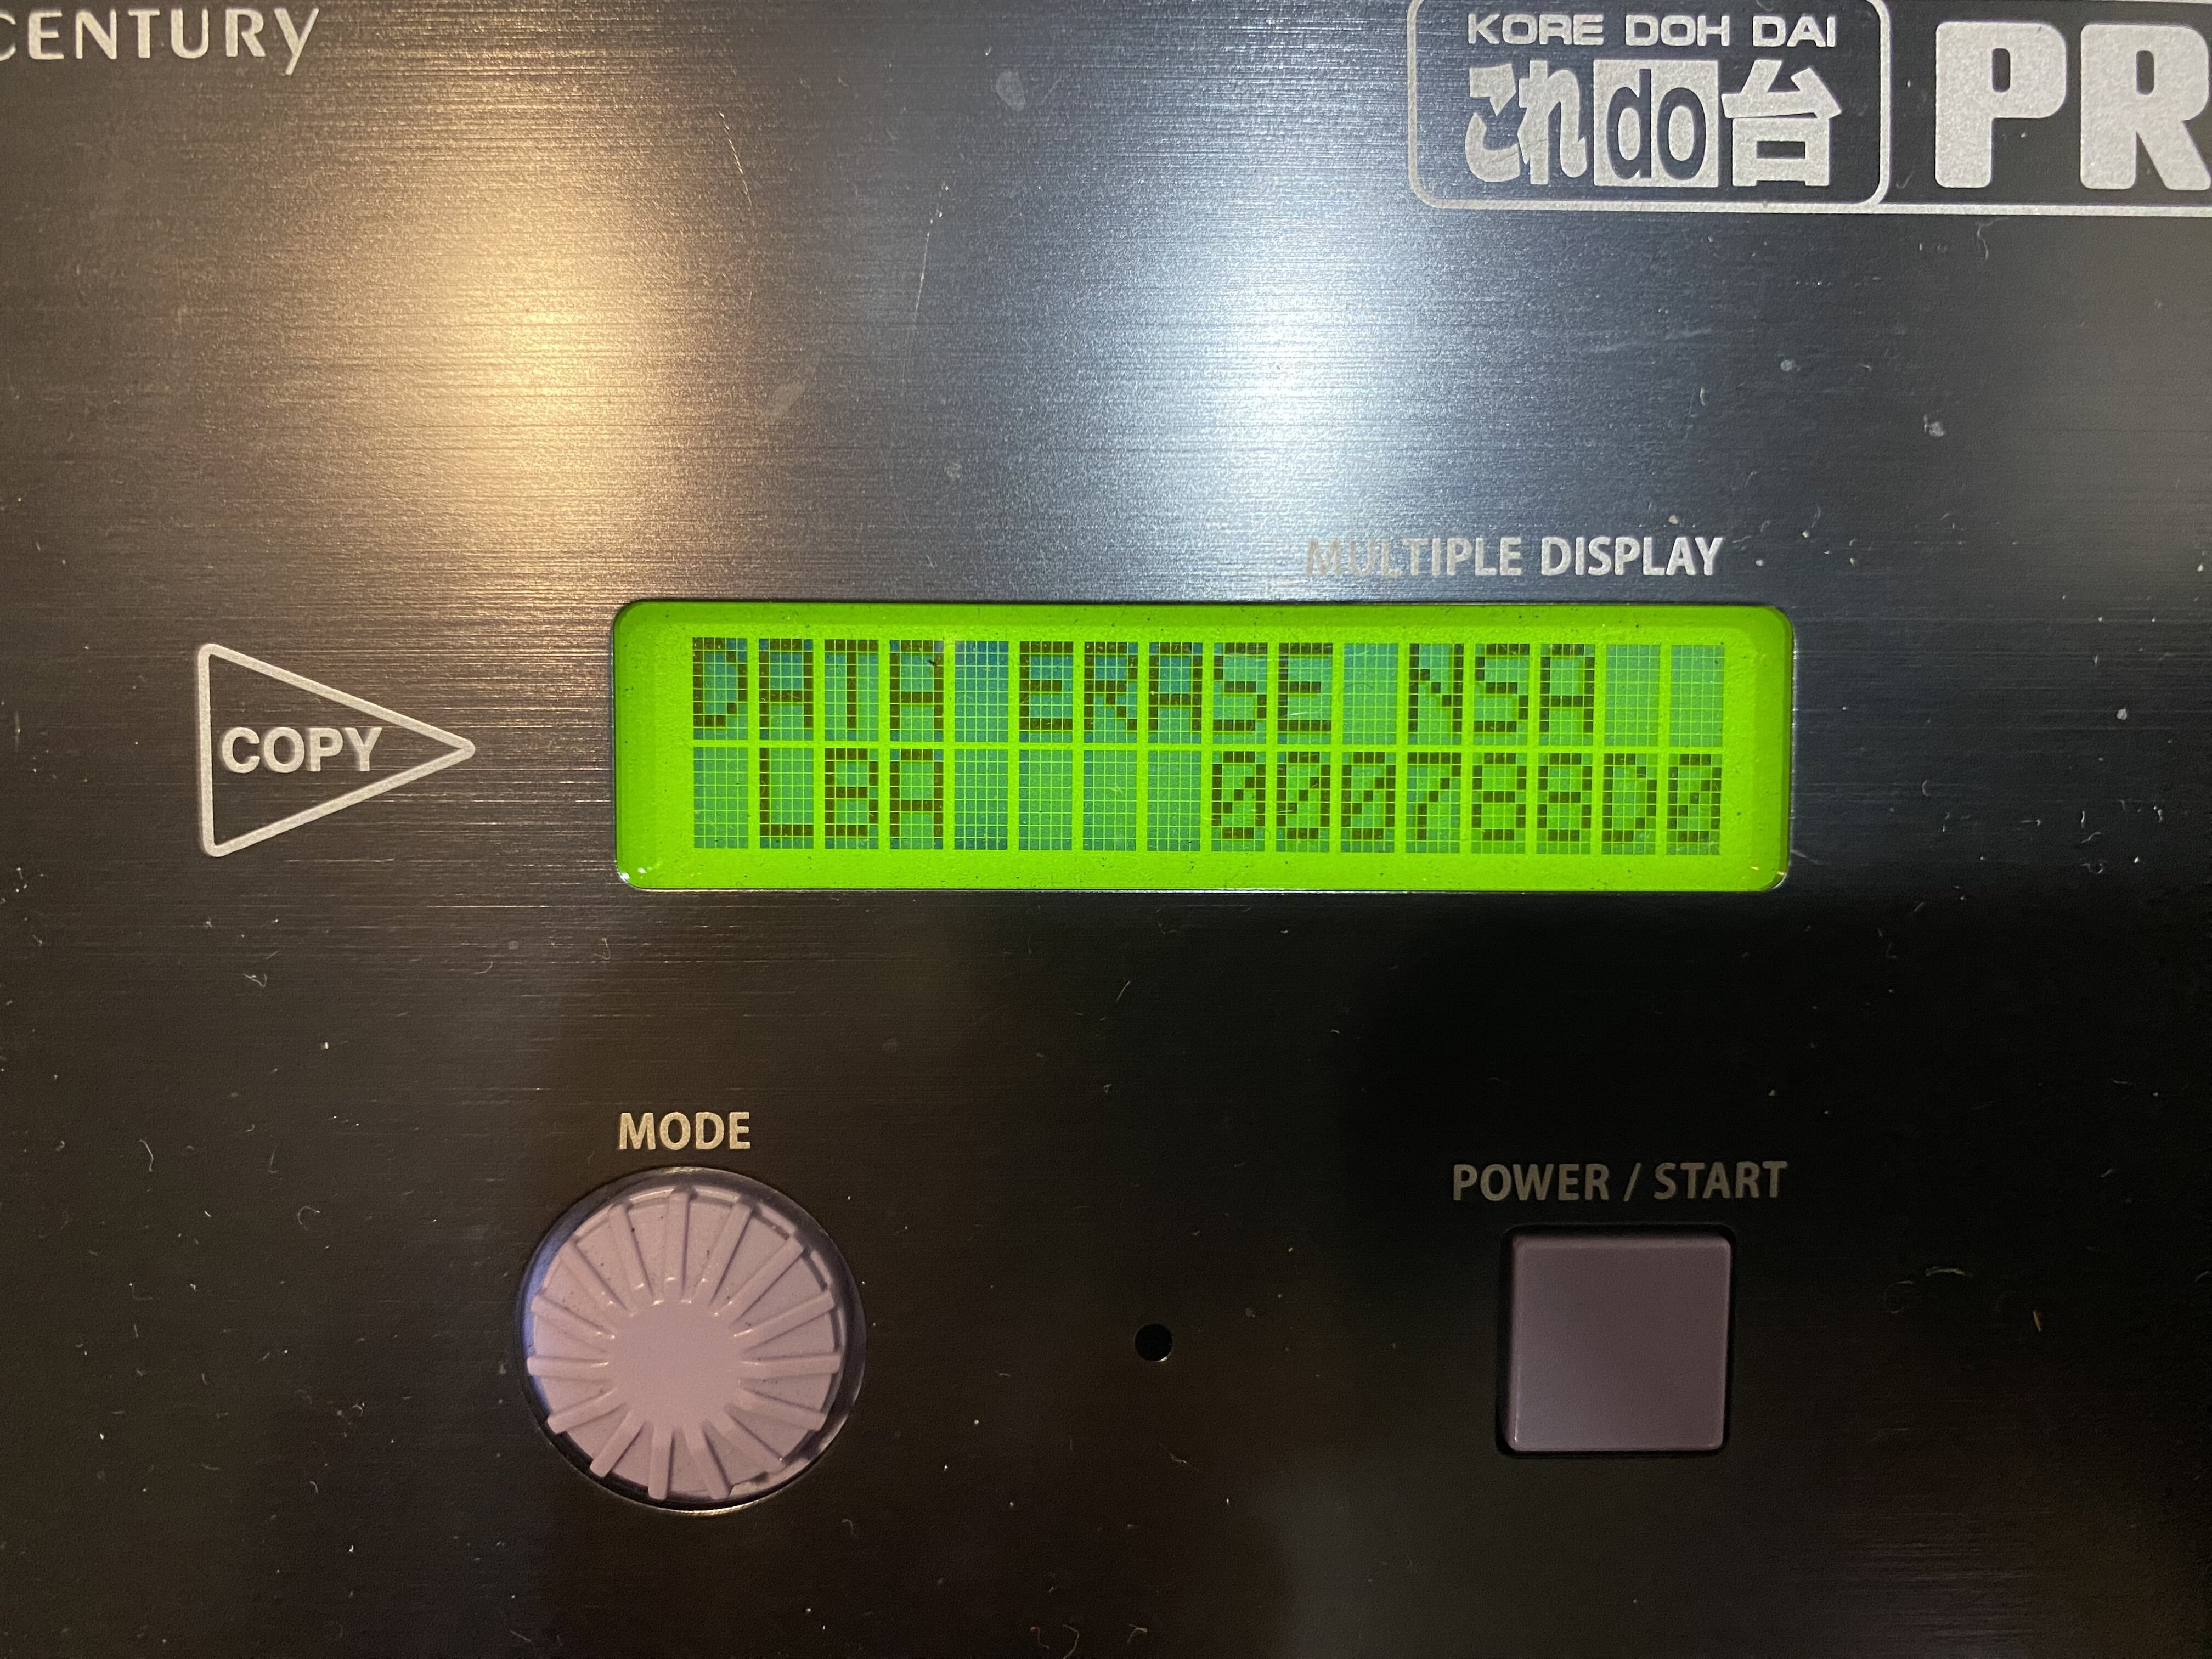 CENTURY
KORE DOH DAI
これdo台
PR
MULTIPLE DISPLAY
COPY
DATA ERASE NSA
LBA 000788D0
MODE
POWER / START